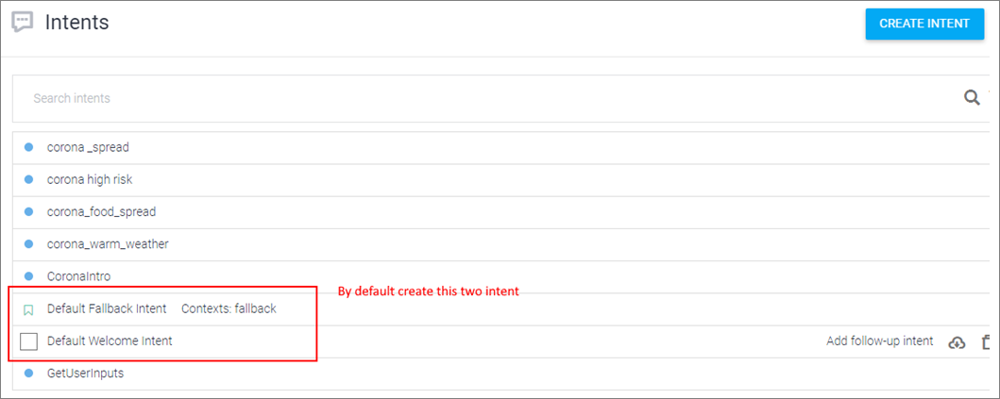 Intents
CREATE INTENT
Search intents
corona _spread
corona high risk
corona_food_spread
corona_warm_weather
CoronaIntro
By default create this two intent
Default Fallback Intent Contexts: fallback
Default Welcome Intent Add follow-up intent
GetUserInputs